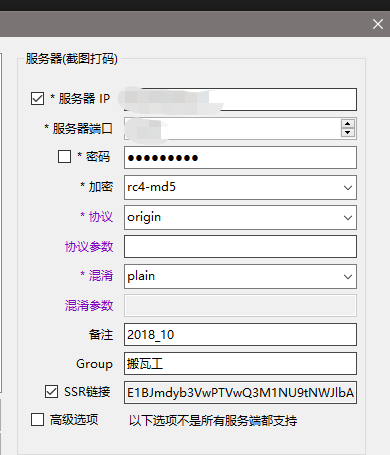 服务器(截图打码)
* 服务器 IP
* 服务器端口
* 密码 ●●●●●●●●●
* 加密 rc4-md5
* 协议 origin
协议参数
* 混淆 plain
混淆参数
备注 2018_10
Group 搬瓦工
SSR链接 E1BJmdyb3VwPTVwQ3M1NU9tNWJlbA
高级选项 以下选项不是所有服务端都支持